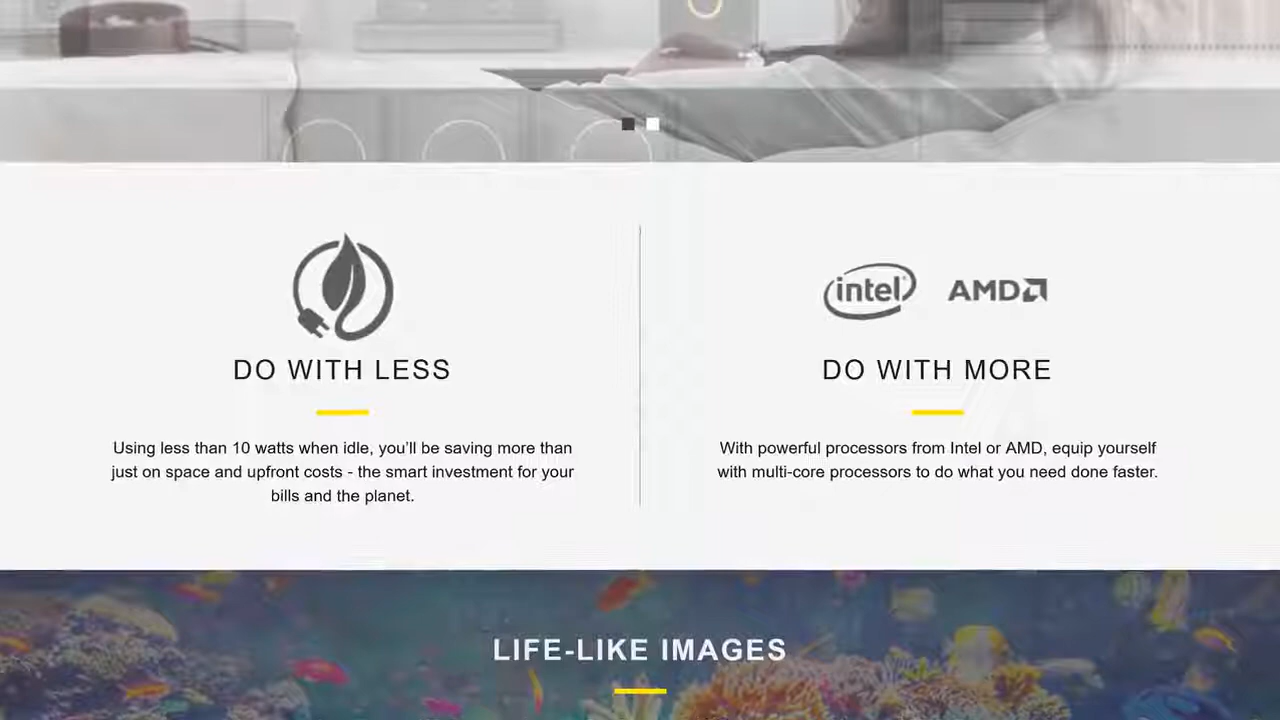 DO WITH LESS
Using less than 10 watts when idle, you’ll be saving more than
just on space and upfront costs - the smart investment for your
bills and the planet.
intel AMD
DO WITH MORE
With powerful processors from Intel or AMD, equip yourself
with multi-core processors to do what you need done faster.
LIFE-LIKE IMAGES